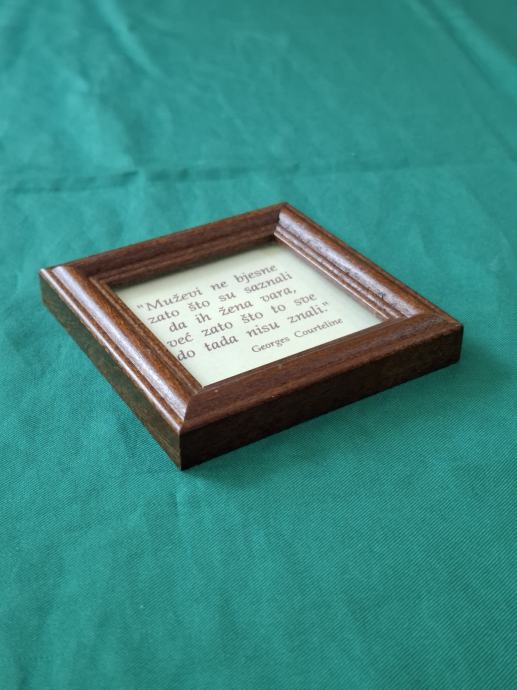 "Muževi ne bjesne
zato što su saznali
da ih žena vara,
već zato što to sve
do tada nisu znali."
Georges Courteline